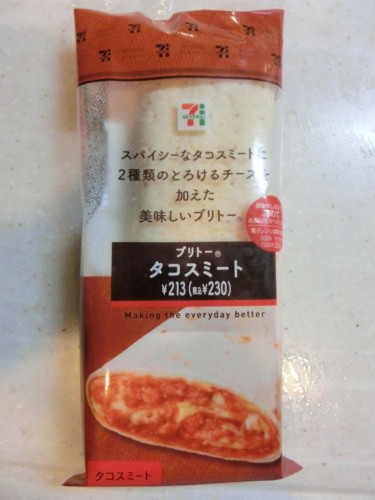 スパイシーなタコスミートに
2種類のとろけるチーズを
加えた
美味しいブリトー
温めて
ブリトー®
タコスミート
¥213(税込¥230)
Making the everyday better
タコスミート